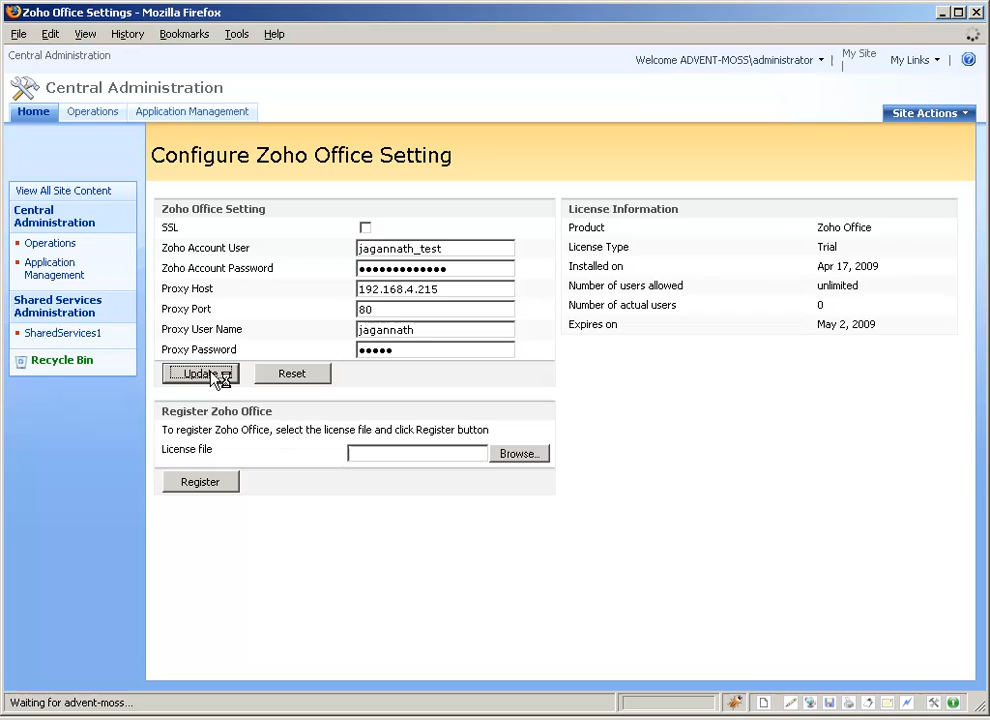 Zoho Office Settings - Mozilla Firefox
File Edit View History Bookmarks Tools Help
Central Administration
Welcome ADVENT-MOSS\administrator | My Site | My Links |
Central Administration
Home Operations Application Management Site Actions
Configure Zoho Office Setting
View All Site Content
Central Administration
Operations
Application Management
Shared Services Administration
SharedServices1
Recycle Bin
Zoho Office Setting
SSL
Zoho Account User jagannath_test
Zoho Account Password •••••••••••••
Proxy Host 192.168.4.215
Proxy Port 80
Proxy User Name jagannath
Proxy Password •••••
Update Reset
Register Zoho Office
To register Zoho Office, select the license file and click Register button
License file Browse...
Register
License Information
Product Zoho Office
License Type Trial
Installed on Apr 17, 2009
Number of users allowed unlimited
Number of actual users 0
Expires on May 2, 2009
Waiting for advent-moss...